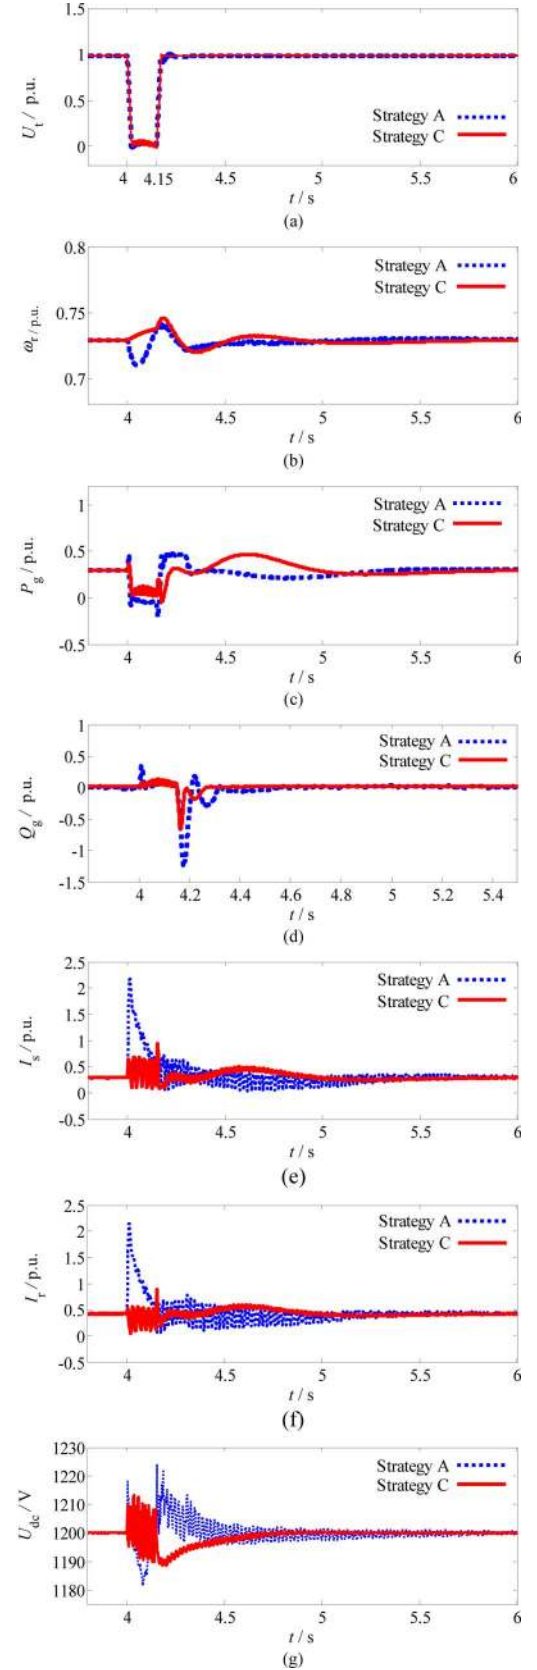 1.5
1
0.5
0
U_t / p.u.
Strategy A
Strategy C
4 4.15 4.5 5 5.5 6
t / s
(a)
0.8
0.75
0.7
ω_r / p.u.
Strategy A
Strategy C
4 4.5 5 5.5 6
t / s
(b)
1
0.5
0
-0.5
P_g / p.u.
Strategy A
Strategy C
4 4.5 5 5.5 6
t / s
(c)
1
0.5
0
-0.5
-1
-1.5
Q_g / p.u.
Strategy A
Strategy C
4 4.2 4.4 4.6 4.8 5 5.2 5.4
t / s
(d)
2.5
2
1.5
1
0.5
0
-0.5
I_s / p.u.
Strategy A
Strategy C
4 4.5 5 5.5 6
t / s
(e)
2.5
2
1.5
1
0.5
0
-0.5
I_r / p.u.
Strategy A
Strategy C
4 4.5 5 5.5 6
t / s
(f)
1230
1220
1210
1200
1190
1180
U_dc / V
Strategy A
Strategy C
4 4.5 5 5.5 6
t / s
(g)